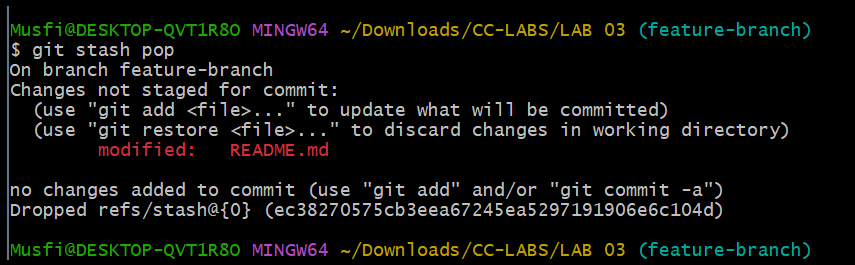 Musfi@DESKTOP-QVT1R8O MINGW64 ~/Downloads/CC-LABS/LAB 03 (feature-branch)
$ git stash pop
On branch feature-branch
Changes not staged for commit:
  (use "git add <file>..." to update what will be committed)
  (use "git restore <file>..." to discard changes in working directory)
        modified:   README.md

no changes added to commit (use "git add" and/or "git commit -a")
Dropped refs/stash@{0} (ec38270575cb3eea67245ea5297191906e6c104d)

Musfi@DESKTOP-QVT1R8O MINGW64 ~/Downloads/CC-LABS/LAB 03 (feature-branch)